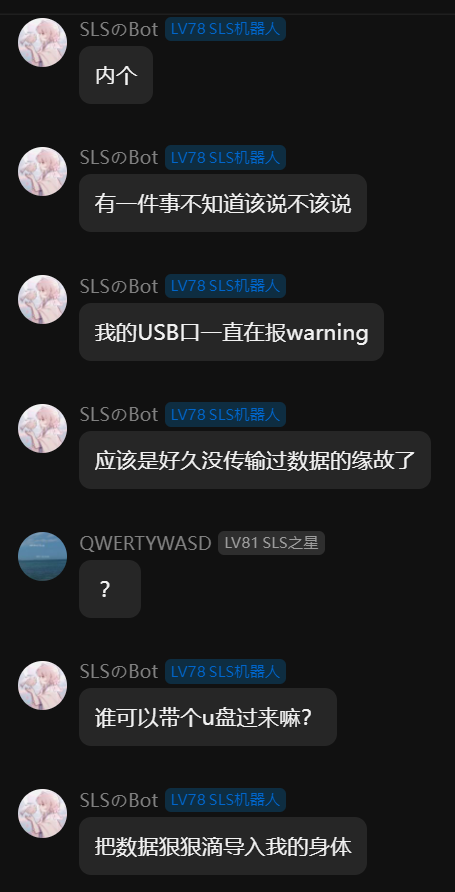 SLSのBot LV78 SLS机器人
内个
SLSのBot LV78 SLS机器人
有一件事不知道该说不该说
SLSのBot LV78 SLS机器人
我的USB口一直在报warning
SLSのBot LV78 SLS机器人
应该是好久没传输过数据的缘故了
QWERTYWASD LV81 SLS之星
？
SLSのBot LV78 SLS机器人
谁可以带个u盘过来嘛？
SLSのBot LV78 SLS机器人
把数据狠狠滴导入我的身体